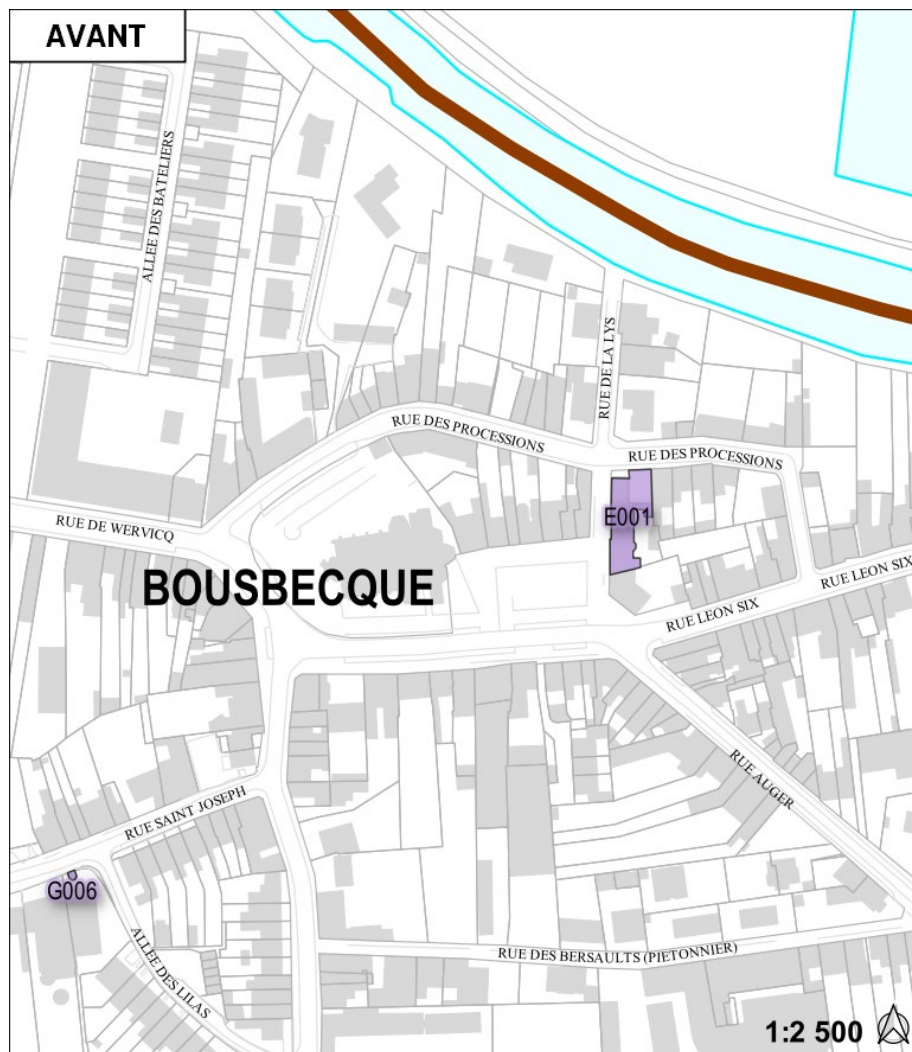 AVANT
ALLEE DES BATELIERS
RUE DE LA LYS
RUE DES PROCESSIONS
RUE DES PROCESSIONS
E001
RUE DE WERVICQ
BOUSBECQUE
RUE LEON SIX
RUE LEON SIX
RUE AUGER
RUE SAINT JOSEPH
G006
ALLEE DES LILAS
RUE DES BERSAULTS (PIETONNIER)
1:2 500